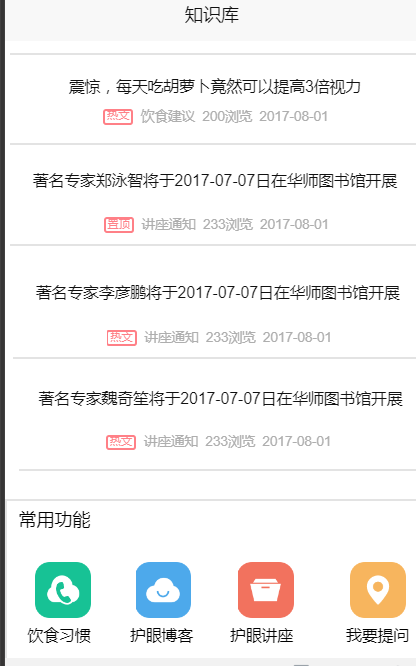 知识库
震惊，每天吃胡萝卜竟然可以提高3倍视力
热文 饮食建议 200浏览 2017-08-01
著名专家郑泳智将于2017-07-07日在华师图书馆开展
置顶 讲座通知 233浏览 2017-08-01
著名专家李彦鹏将于2017-07-07日在华师图书馆开展
热文 讲座通知 233浏览 2017-08-01
著名专家魏奇笙将于2017-07-07日在华师图书馆开展
热文 讲座通知 233浏览 2017-08-01
常用功能
饮食习惯 护眼博客 护眼讲座 我要提问